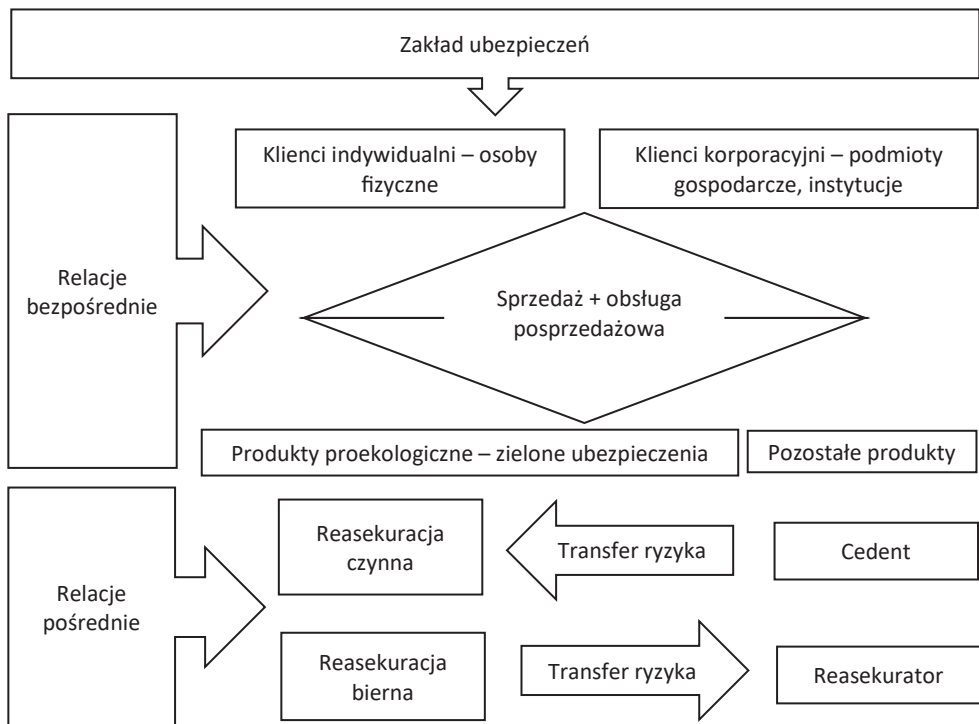 Zakład ubezpieczeń
Klienci indywidualni – osoby
fizyczne
Klienci korporacyjni – podmioty
gospodarcze, instytucje
Relacje
bezpośrednie
Sprzedaż + obsługa
posprzedażowa
Produkty proekologiczne – zielone ubezpieczenia
Pozostałe produkty
Relacje
pośrednie
Reasekuracja
czynna
Transfer ryzyka
Cedent
Reasekuracja
bierna
Transfer ryzyka
Reasekurator